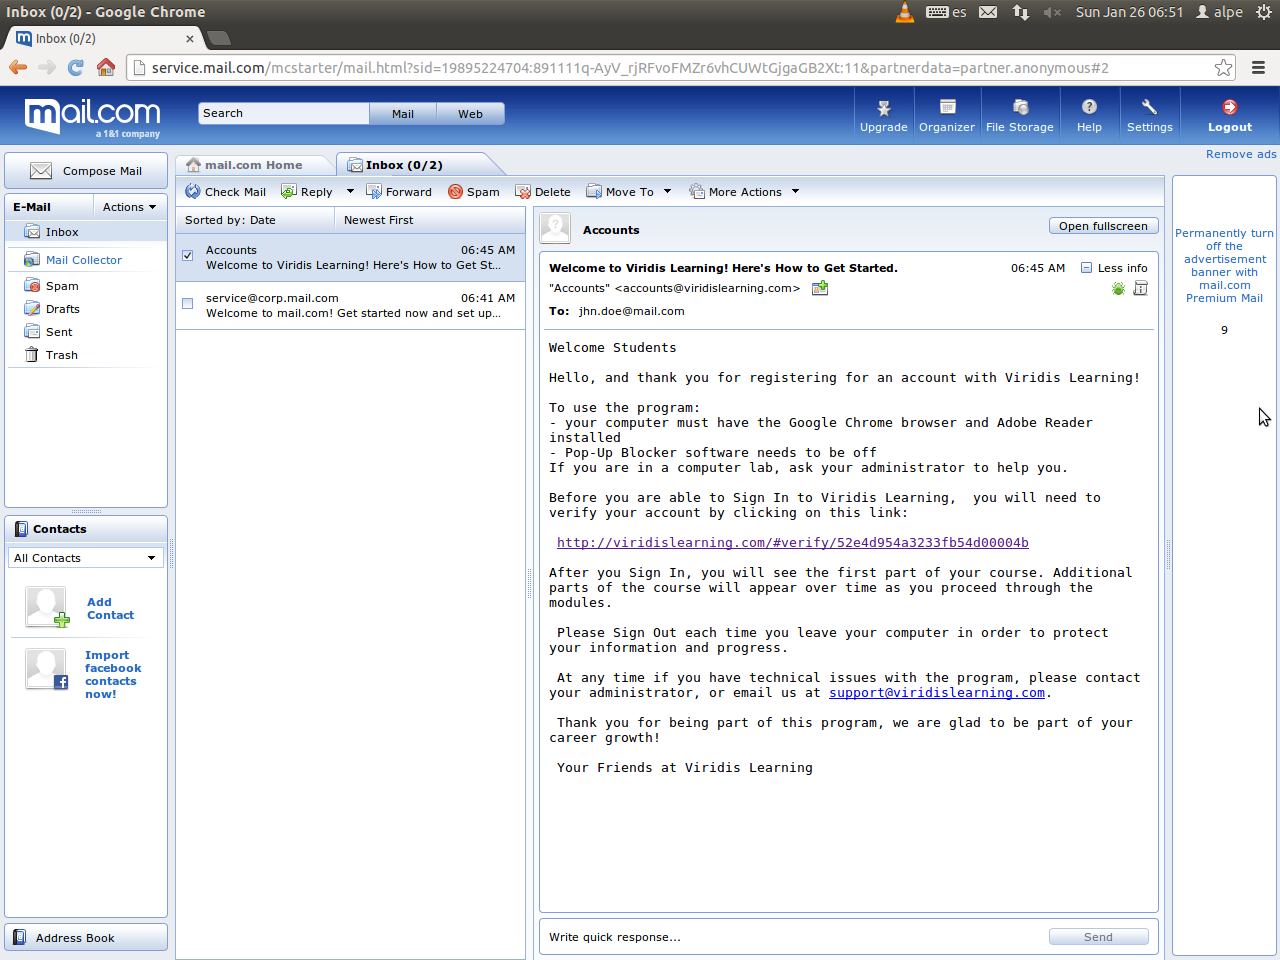 Inbox (0/2) - Google Chrome
es
Sun Jan 26 06:51
alpe
Inbox (0/2)
service.mail.com/mcstarter/mail.html?sid=19895224704:891111q-AyV_rjRFvoFMZr6vhCUWtGjgaGB2Xt:11&partnerdata=partner.anonymous#2
mail.com
a 1&1 company
Search
Mail
Web
Upgrade
Organizer
File Storage
Help
Settings
Logout
Remove ads
Compose Mail
mail.com Home
Inbox (0/2)
Check Mail
Reply
Forward
Spam
Delete
Move To
More Actions
E-Mail
Actions
Inbox
Mail Collector
Spam
Drafts
Sent
Trash
Contacts
All Contacts
Add
Contact
Import
facebook
contacts
now!
Address Book
Sorted by: Date
Newest First
Accounts
06:45 AM
Welcome to Viridis Learning! Here's How to Get St...
service@corp.mail.com
06:41 AM
Welcome to mail.com! Get started now and set up...
Accounts
Open fullscreen
Welcome to Viridis Learning! Here's How to Get Started.
06:45 AM
Less info
"Accounts" <accounts@viridislearning.com>
To: jhn.doe@mail.com
Welcome Students
Hello, and thank you for registering for an account with Viridis Learning!
To use the program:
- your computer must have the Google Chrome browser and Adobe Reader
installed
- Pop-Up Blocker software needs to be off
If you are in a computer lab, ask your administrator to help you.
Before you are able to Sign In to Viridis Learning,  you will need to
verify your account by clicking on this link:
http://viridislearning.com/#verify/52e4d954a3233fb54d00004b
After you Sign In, you will see the first part of your course. Additional
parts of the course will appear over time as you proceed through the
modules.
Please Sign Out each time you leave your computer in order to protect
your information and progress.
At any time if you have technical issues with the program, please contact
your administrator, or email us at support@viridislearning.com.
Thank you for being part of this program, we are glad to be part of your
career growth!
Your Friends at Viridis Learning
Write quick response...
Send
Permanently turn
off the
advertisement
banner with
mail.com
Premium Mail
9